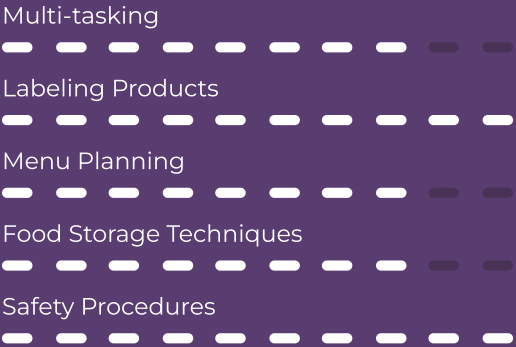 Multi-tasking
Labeling Products
Menu Planning
Food Storage Techniques
Safety Procedures